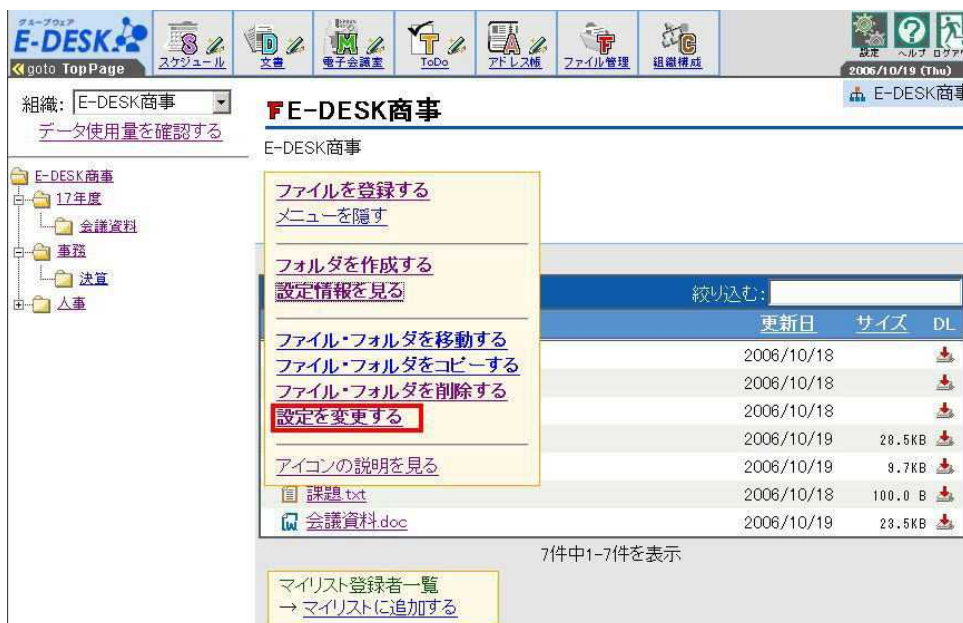 グループウェア
E-DESK
goto TopPage
スケジュール
文書
電子会議室
ToDo
アドレス帳
ファイル管理
組織構成
設定
ヘルプ
2006/10/19 (Thu)
組織: E-DESK商事
データ使用量を確認する
E-DESK商事
17年度
会議資料
事務
決算
人事
E-DESK商事
E-DESK商事
ファイルを登録する
メニューを隠す
フォルダを作成する
設定情報を見る
ファイル・フォルダを移動する
ファイル・フォルダをコピーする
ファイル・フォルダを削除する
設定を変更する
アイコンの説明を見る
絞り込む:
更新日 サイズ DL
2006/10/18
2006/10/18
2006/10/18
2006/10/19 28.5KB
2006/10/19 9.7KB
課題.txt 2006/10/18 100.0 B
会議資料.doc 2006/10/19 23.5KB
7件中1-7件を表示
マイリスト登録者一覧
→ マイリストに追加する